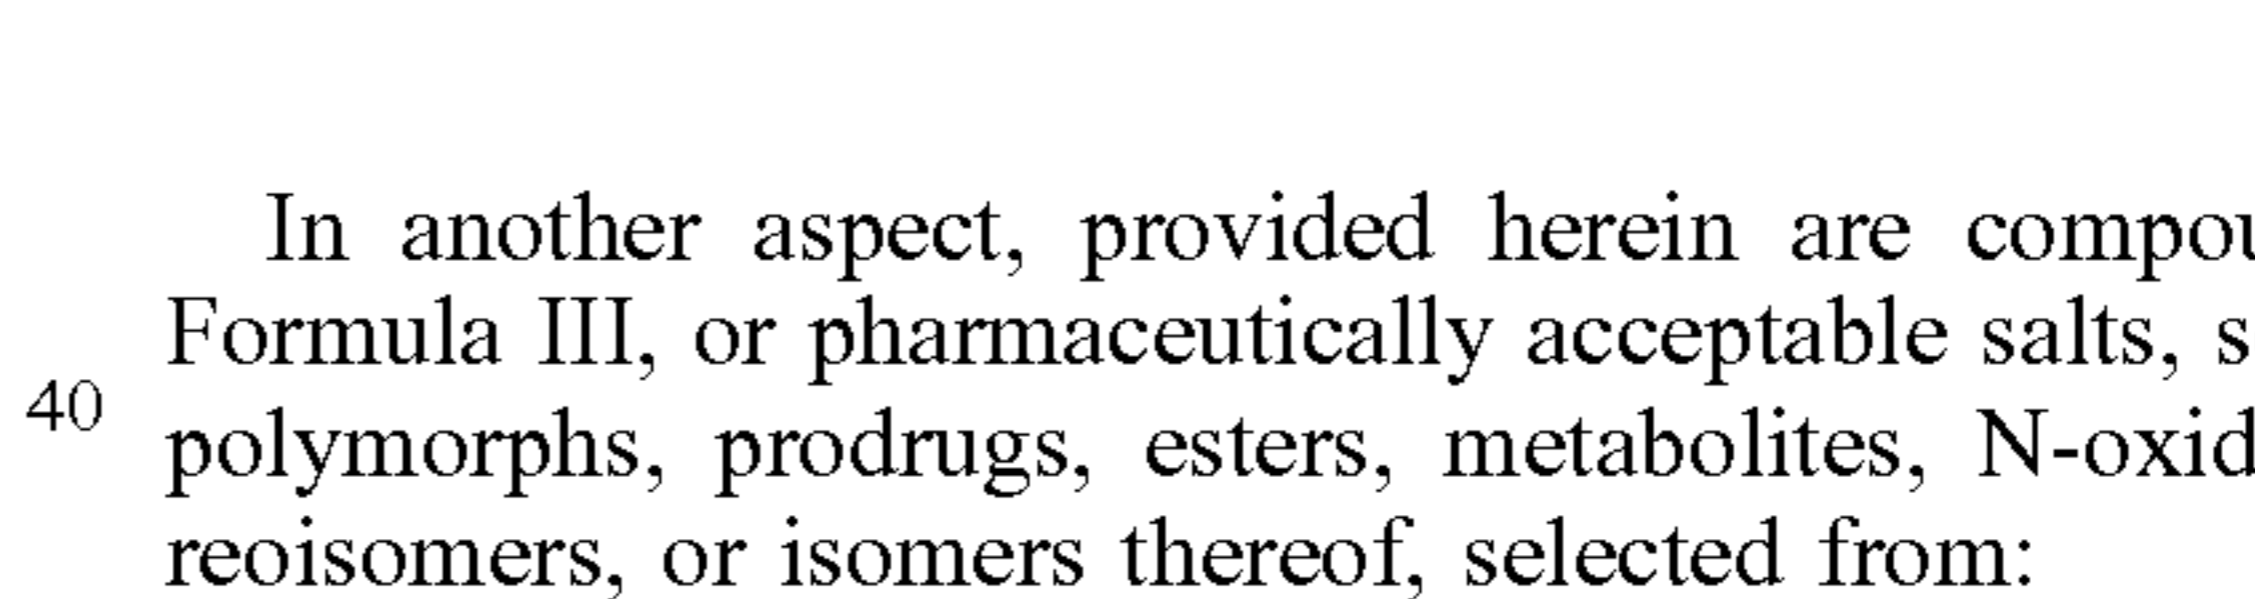 In another aspect, provided herein are compou
Formula III, or pharmaceutically acceptable salts, s
40
polymorphs, prodrugs, esters, metabolites, N-oxid
reoisomers, or isomers thereof, selected from: